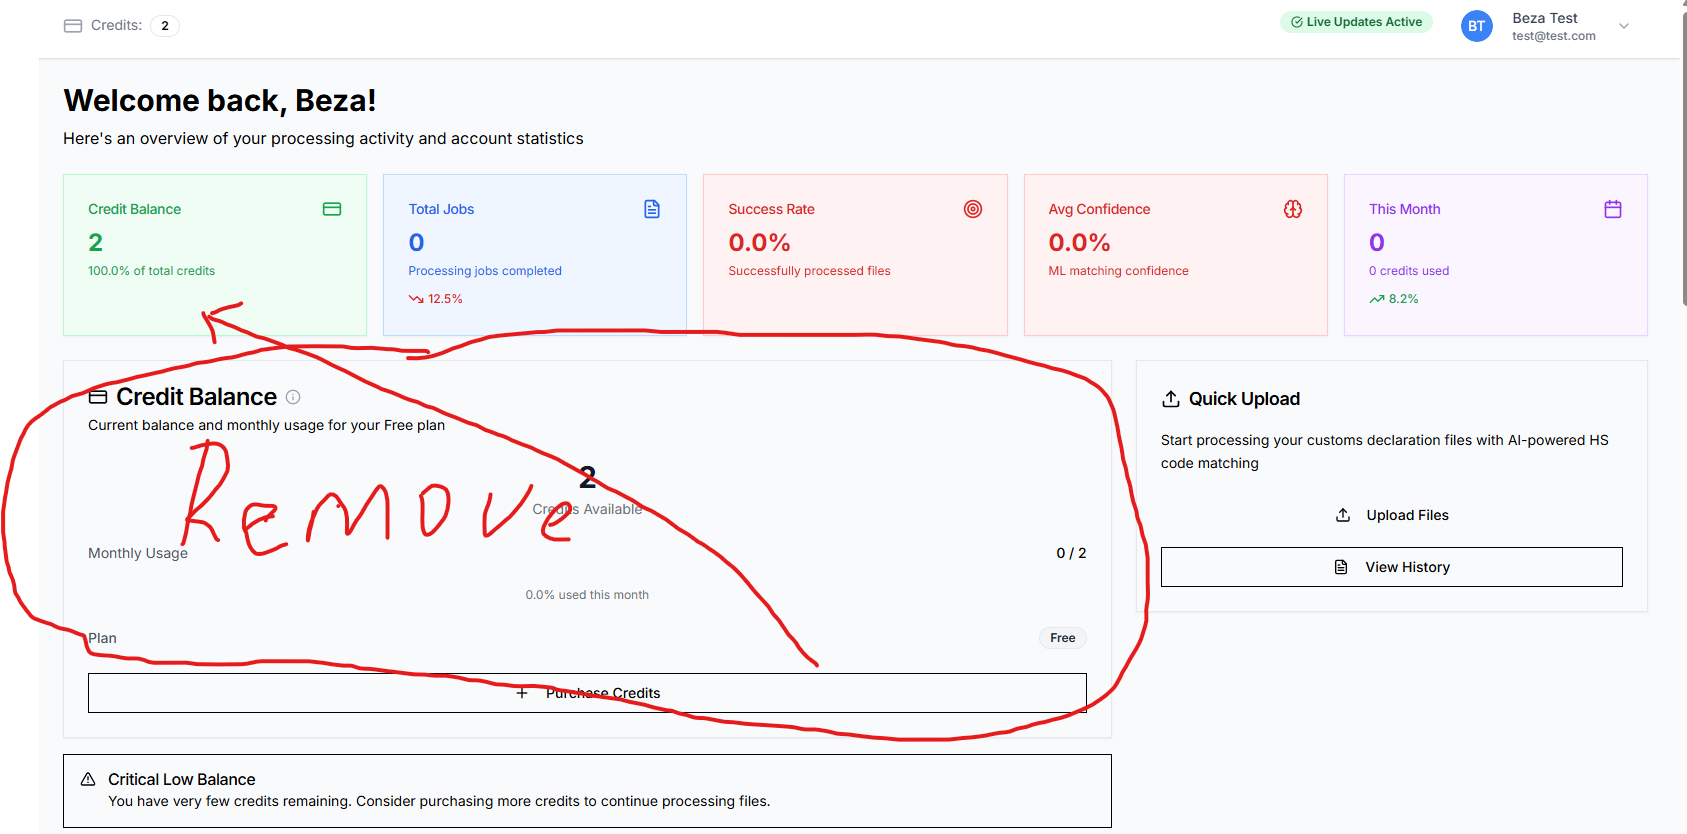 Credits: 2
Live Updates Active
BT
Beza Test
test@test.com
Welcome back, Beza!
Here's an overview of your processing activity and account statistics
Credit Balance
2
100.0% of total credits
Total Jobs
0
Processing jobs completed
12.5%
Success Rate
0.0%
Successfully processed files
Avg Confidence
0.0%
ML matching confidence
This Month
0
0 credits used
8.2%
Credit Balance
Current balance and monthly usage for your Free plan
2
Credits Available
Remove
Monthly Usage 0 / 2
0.0% used this month
Plan Free
+ Purchase Credits
Quick Upload
Start processing your customs declaration files with AI-powered HS
code matching
Upload Files
View History
Critical Low Balance
You have very few credits remaining. Consider purchasing more credits to continue processing files.